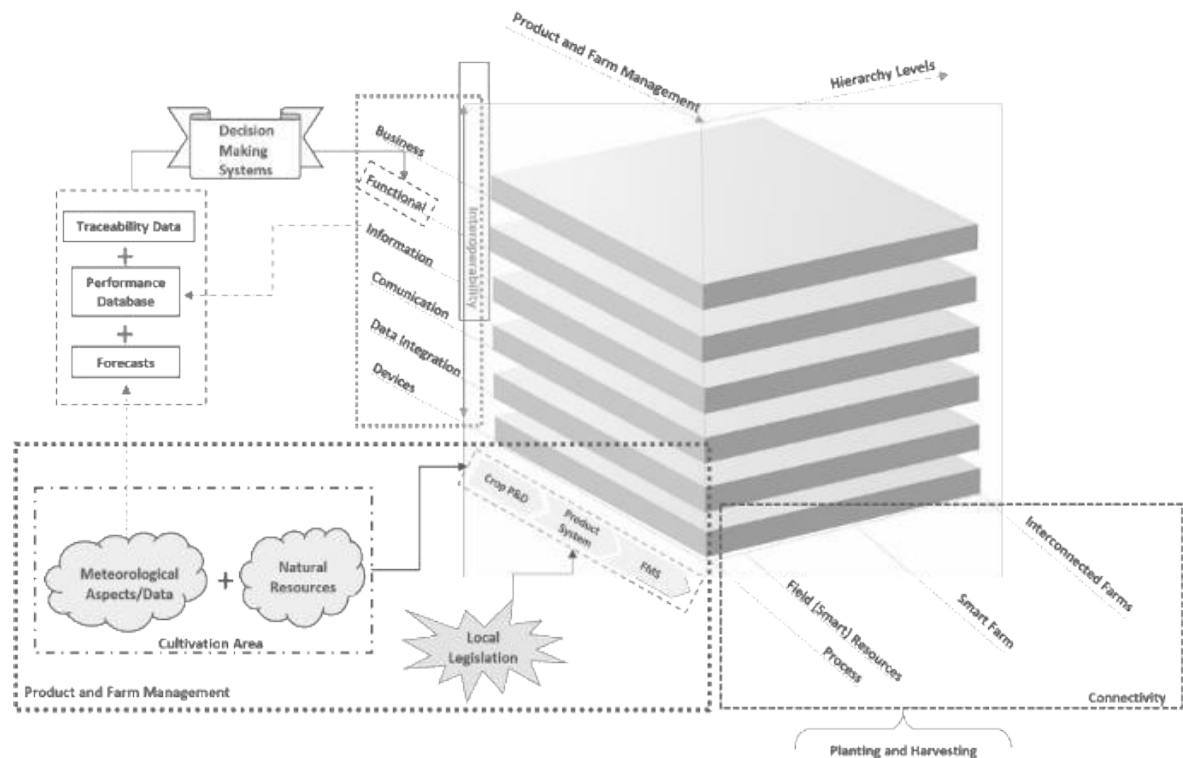 Product and Farm Management
Hierarchy Levels
Decision
Making
Systems
Business
Functional
Information
Comunication
Data Integration
Devices
Interoperability
Traceability Data
+
Performance
Database
+
Forecasts
Crop P&D
Product
System
FMS
Meteorological
Aspects/Data
+
Natural
Resources
Cultivation Area
Local
Legislation
Product and Farm Management
Field (Smart) Resources
Process
Smart Farm
Interconnected Farms
Connectivity
Planting and Harvesting